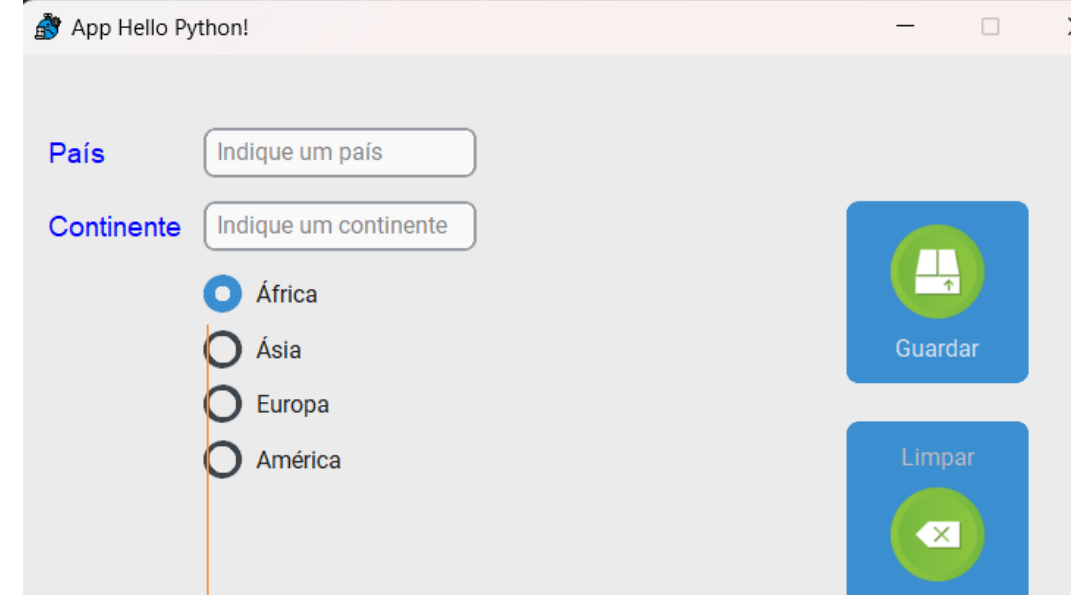 App Hello Python!
País
Indique um país
Continente
Indique um continente
África
Ásia
Europa
América
Guardar
Limpar